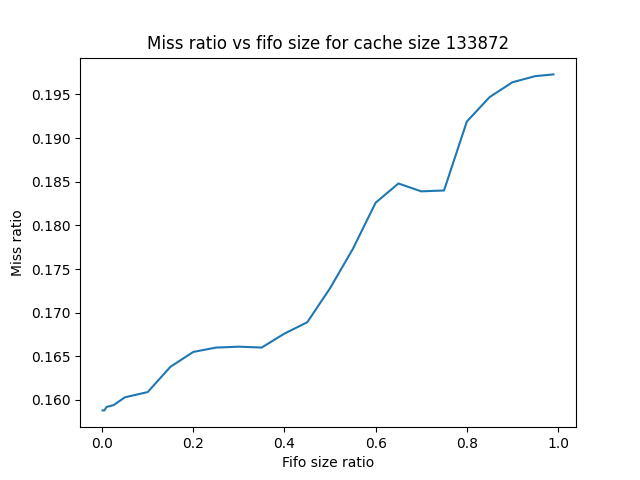 Miss ratio vs fifo size for cache size 133872
0.195
0.190
0.185
0.180
0.175
0.170
0.165
0.160
Miss ratio
0.0 0.2 0.4 0.6 0.8 1.0
Fifo size ratio